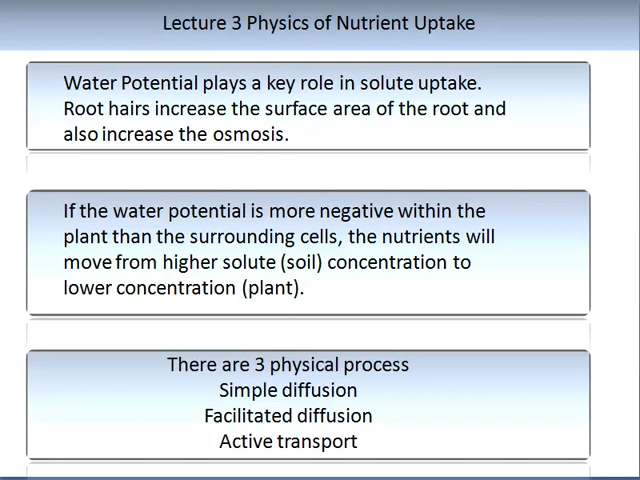 Lecture 3 Physics of Nutrient Uptake
Water Potential plays a key role in solute uptake.
Root hairs increase the surface area of the root and
also increase the osmosis.
If the water potential is more negative within the
plant than the surrounding cells, the nutrients will
move from higher solute (soil) concentration to
lower concentration (plant).
There are 3 physical process
Simple diffusion
Facilitated diffusion
Active transport